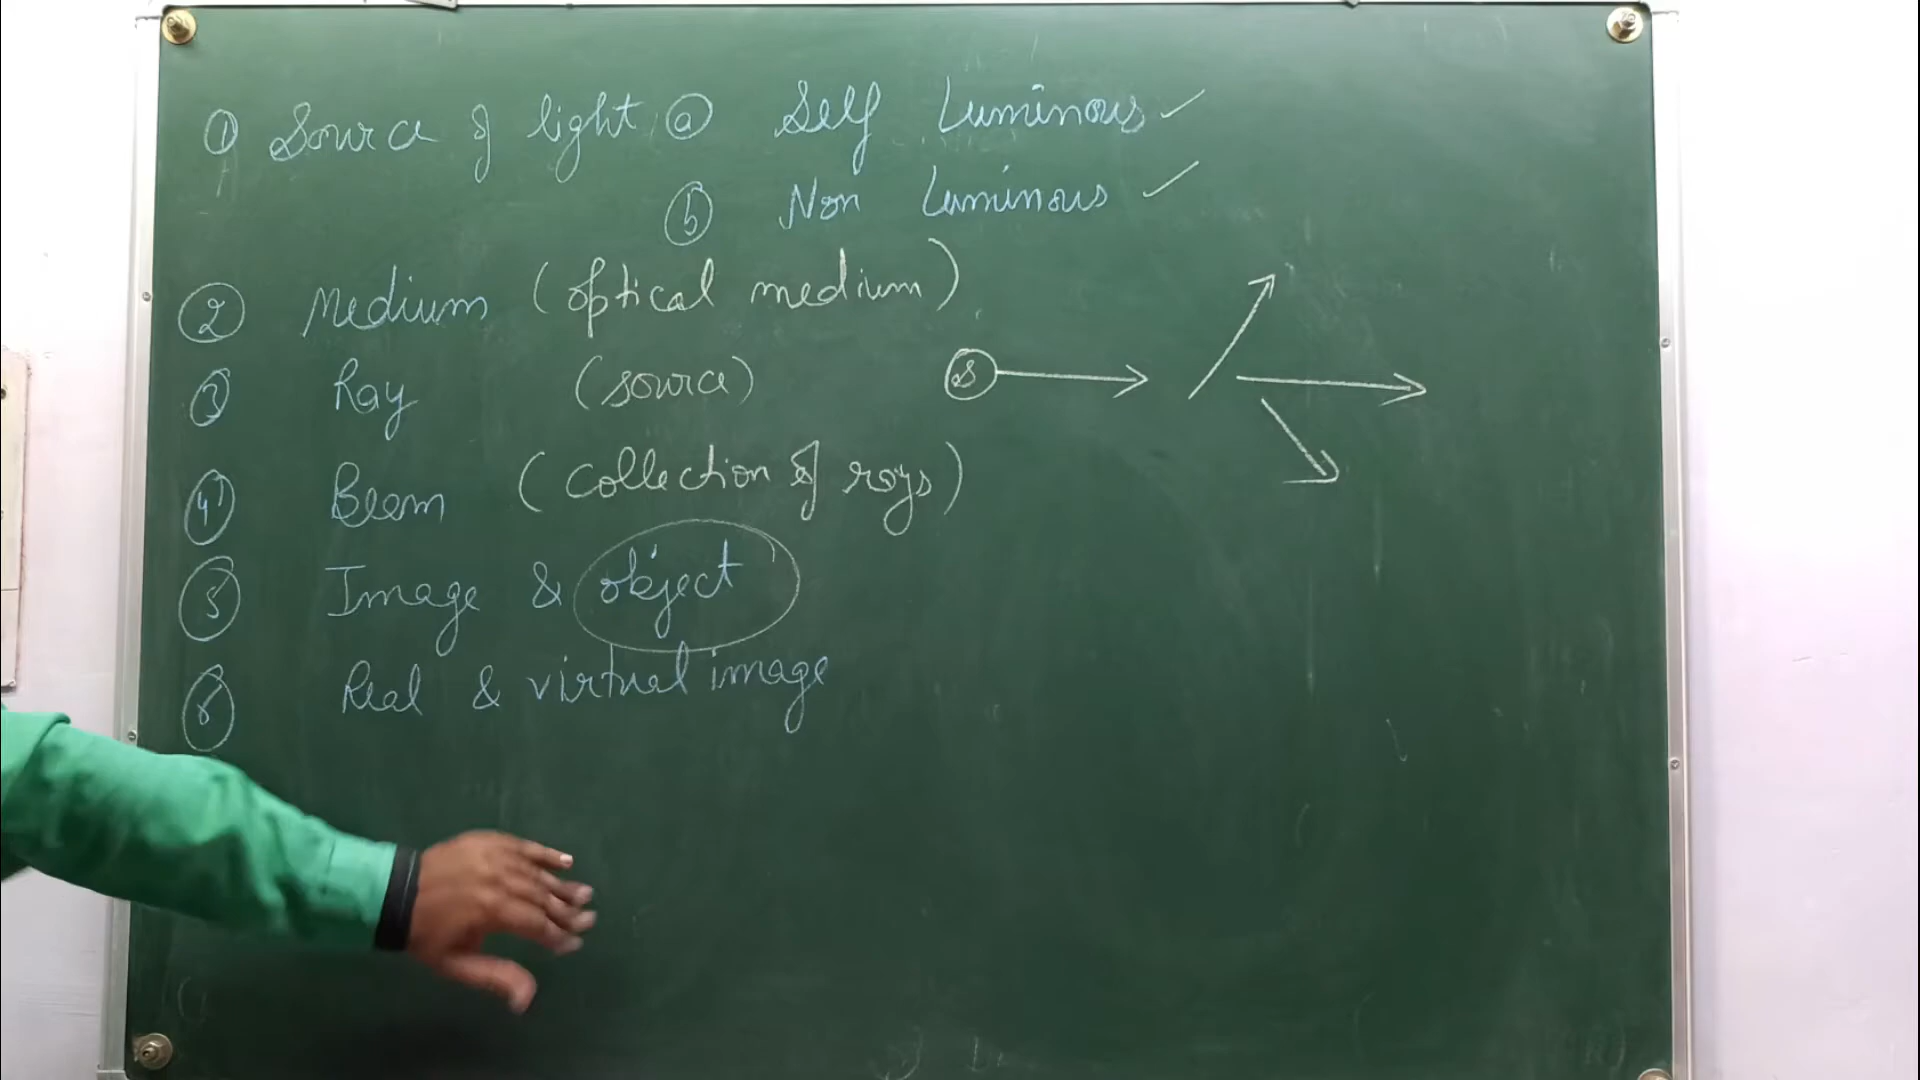 ① Source of light ⓐ Self Luminous ✓
ⓑ Non Luminous ✓
② Medium (optical medium)
③ Ray (source) Ⓢ
④ Beam (collection of rays)
⑤ Image & object
⑥ Real & virtual image